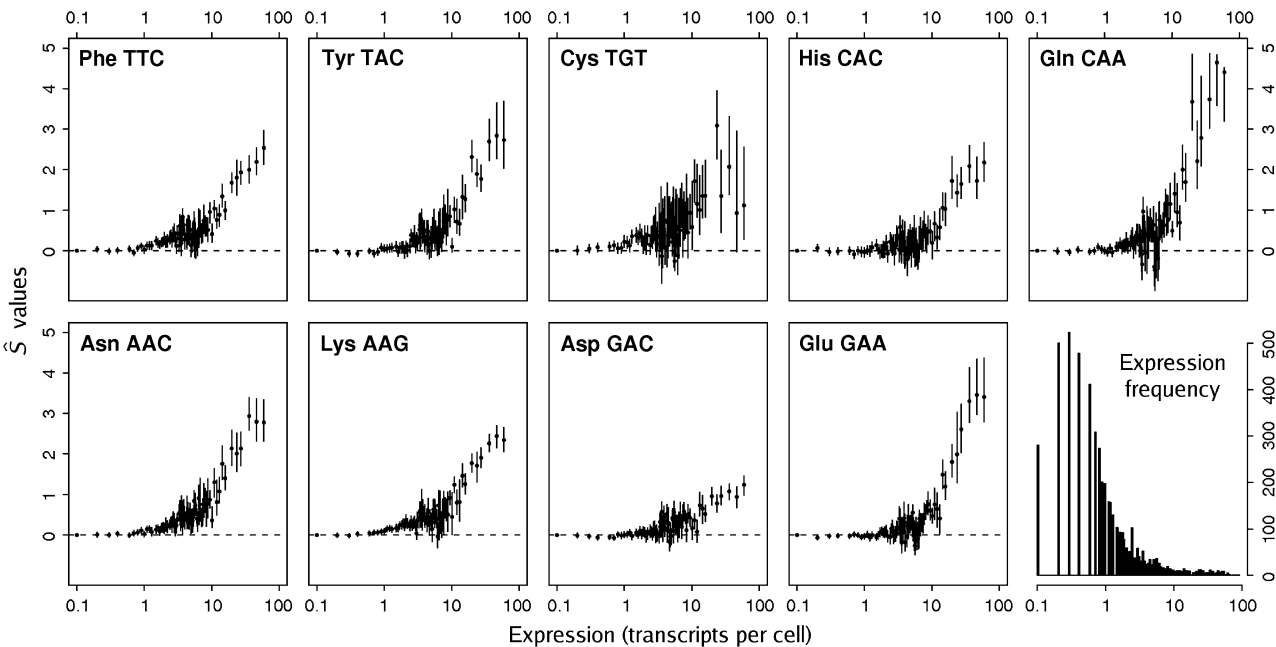 0.1 1 10 100 0.1 1 10 100 0.1 1 10 100 0.1 1 10 100 0.1 1 10 100
Phe TTC Tyr TAC Cys TGT His CAC Gln CAA
5 5
4 4
3 3
2 2
1 1
0 0
Ŝ values
Asn AAC Lys AAG Asp GAC Glu GAA Expression
frequency
5 500
4 400
3 300
2 200
1 100
0 0
0.1 1 10 100 0.1 1 10 100 0.1 1 10 100 0.1 1 10 100 0.1 1 10 100
Expression (transcripts per cell)